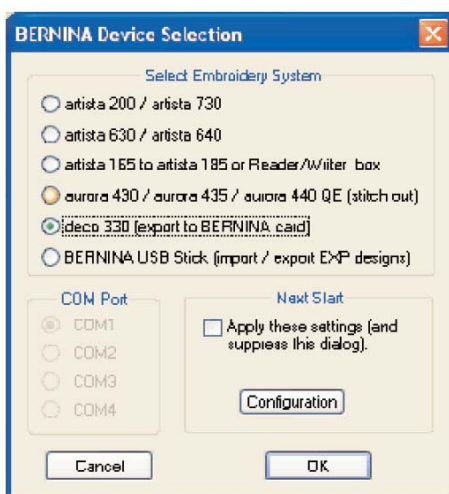 BERNINA Device Selection
Select Embroidery System
artista 200 / artista 730
artista 630 / artista 640
artista 165 to artista 185 or Reader/Writer box
aurora 430 / aurora 435 / aurora 440 QE (stitch out)
deco 330 (export to BERNINA card)
BERNINA USB Stick (import / export EXP designs)
COM Port
COM1
COM2
COM3
COM4
Next Start
Apply these settings (and
suppress this dialog).
Configuration
Cancel
OK